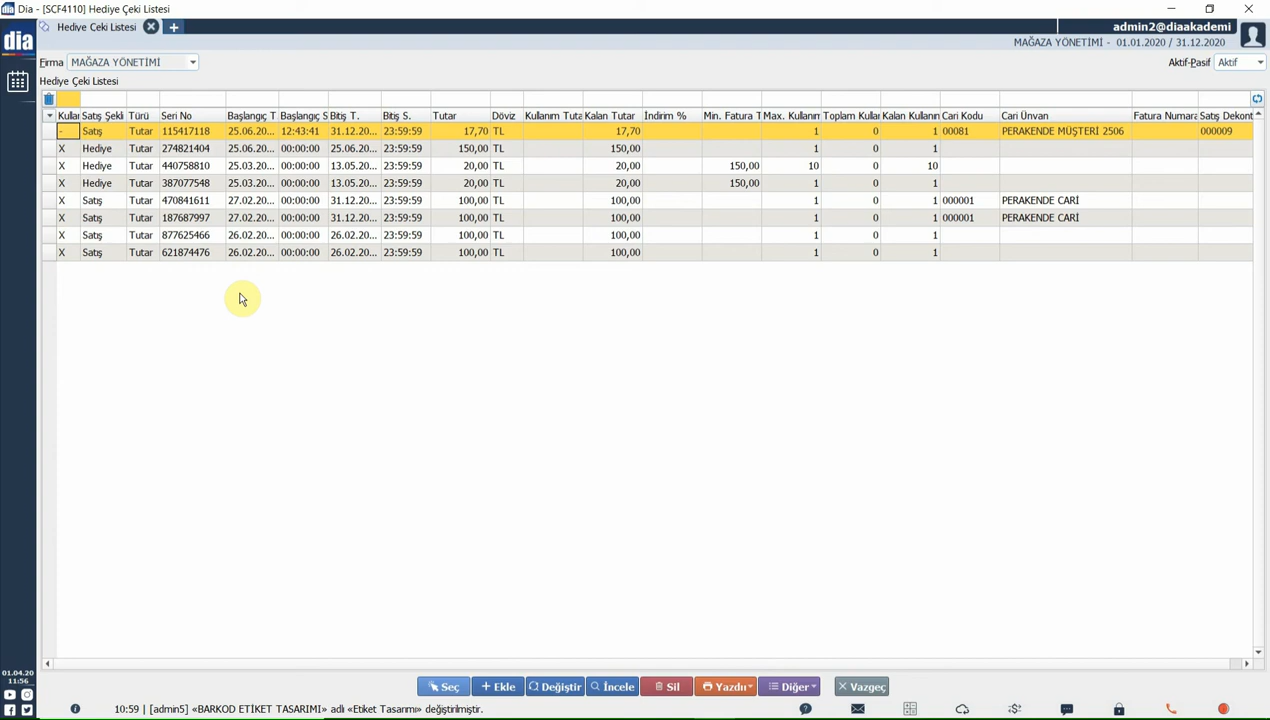 Dia - [SCF4110] Hediye Çeki Listesi
dia Hediye Çeki Listesi admin2@diaakademi
MAĞAZA YÖNETİMİ - 01.01.2020 / 31.12.2020
Firma MAĞAZA YÖNETİMİ Aktif-Pasif Aktif
Hediye Çeki Listesi
Kullar Satış Şekli Türü Seri No Başlangıç T Başlangıç S Bitiş T. Bitiş S. Tutar Döviz Kullanım Tuta Kalan Tutar İndirim % Min. Fatura T Max. Kullanım Toplam Kullar Kalan Kullanım Cari Kodu Cari Ünvan Fatura Numara Satış Dekont
- Satış Tutar 115417118 25.06.20... 12:43:41 31.12.20... 23:59:59 17,70 TL 17,70 1 0 1 00081 PERAKENDE MÜŞTERİ 2506 000009
X Hediye Tutar 274821404 25.06.20... 00:00:00 25.06.20... 23:59:59 150,00 TL 150,00 1 0 1
X Hediye Tutar 440758810 25.03.20... 00:00:00 13.05.20... 23:59:59 20,00 TL 20,00 150,00 10 0 10
X Hediye Tutar 387077548 25.03.20... 00:00:00 13.05.20... 23:59:59 20,00 TL 20,00 150,00 1 0 1
X Satış Tutar 470841611 27.02.20... 00:00:00 31.12.20... 23:59:59 100,00 TL 100,00 1 0 1 000001 PERAKENDE CARİ
X Satış Tutar 187687997 27.02.20... 00:00:00 31.12.20... 23:59:59 100,00 TL 100,00 1 0 1 000001 PERAKENDE CARİ
X Satış Tutar 877625466 26.02.20... 00:00:00 26.02.20... 23:59:59 100,00 TL 100,00 1 0 1
X Satış Tutar 621874476 26.02.20... 00:00:00 26.02.20... 23:59:59 100,00 TL 100,00 1 0 1
Seç Ekle Değiştir İncele Sil Yazdır Diğer Vazgeç
01.04.20
11:56
10:59 | [admin5] «BARKOD ETİKET TASARIMI» adlı «Etiket Tasarımı» değiştirilmiştir.